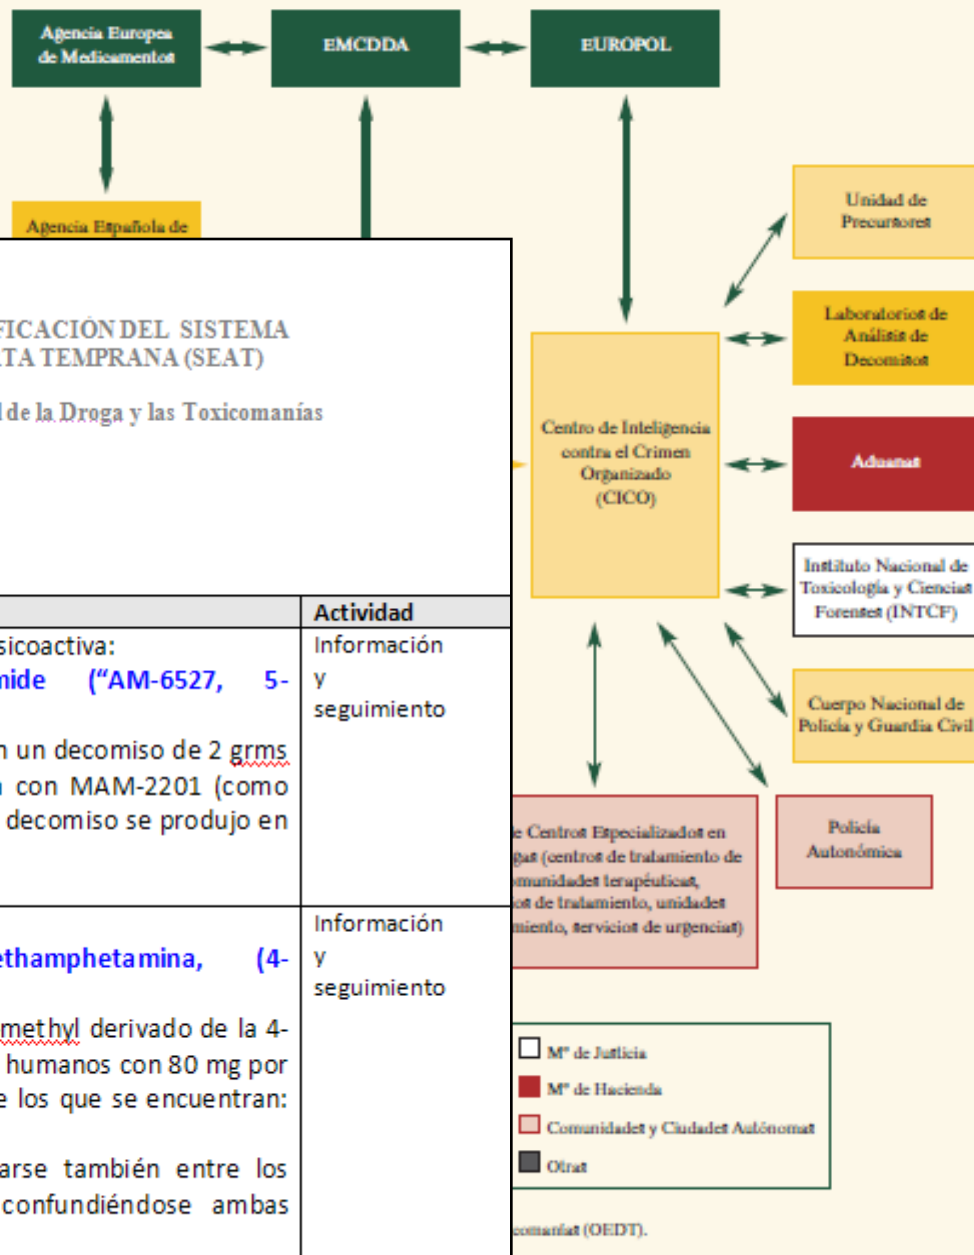 Agencia Europea
de Medicamentos
EMCDDA
EUROPOL
Agencia Española de
Unidad de
Precursores
Laboratorios de
Análisis de
Decomisos
Centro de Inteligencia
contra el Crimen
Organizado
(CICO)
Aduanas
Instituto Nacional de
Toxicología y Ciencias
Forenses (INTCF)
Cuerpo Nacional de
Policía y Guardia Civil
Policía
Autonómica
e Centros Especializados en
gas (centros de tratamiento de
omunidades terapéuticas,
os de tratamiento, unidades
miento, servicios de urgencias)
Mº de Justicia
Mº de Hacienda
Comunidades y Ciudades Autónomas
Otras
comanías (OEDT).
FICACIÓN DEL SISTEMA
TA TEMPRANA (SEAT)
l de la Droga y las Toxicomanías
Actividad
sicoactiva:
mide ("AM-6527, 5-
n un decomiso de 2 grms
con MAM-2201 (como
decomiso se produjo en
Información
y
seguimiento
ethamphetamina, (4-
methyl derivado de la 4-
humanos con 80 mg por
e los que se encuentran:
arse también entre los
confundiéndose ambas
Información
y
seguimiento